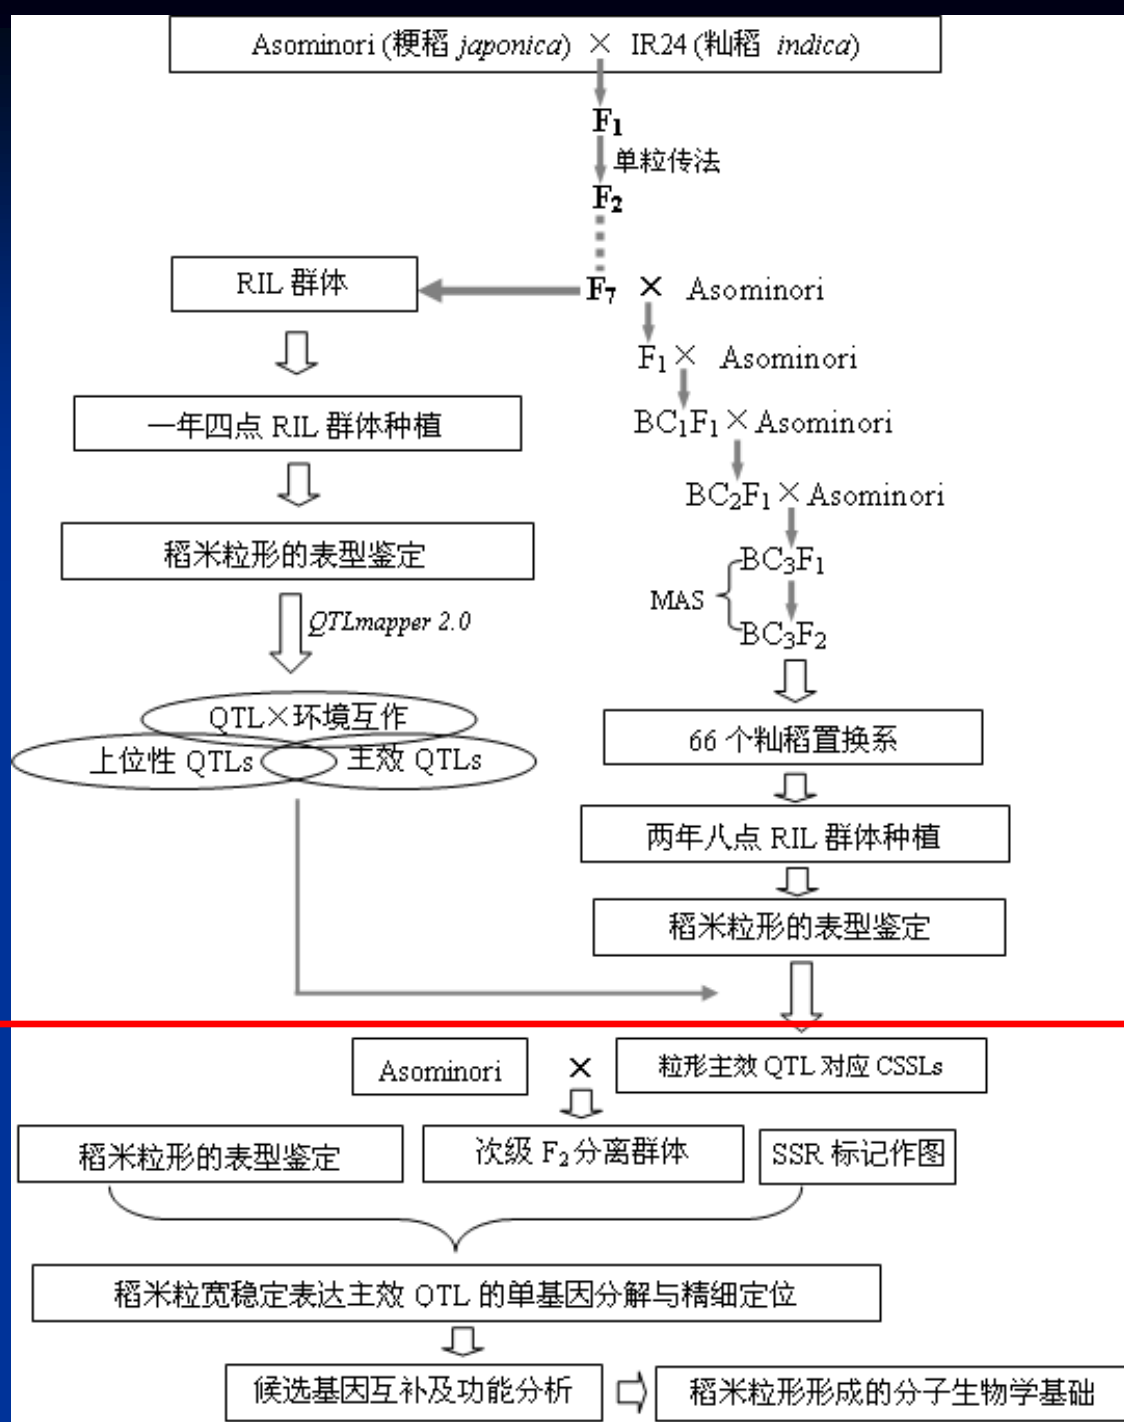 Asominori (粳稻 japonica) × IR24 (籼稻 indica)
F₁
单粒传法
F₂
RIL 群体
F₇ × Asominori
F₁ × Asominori
一年四点 RIL 群体种植
BC₁F₁ × Asominori
BC₂F₁ × Asominori
稻米粒形的表型鉴定
BC₃F₁
MAS
QTLmapper 2.0
BC₃F₂
QTL×环境互作
上位性 QTLs
主效 QTLs
66 个籼稻置换系
两年八点 RIL 群体种植
稻米粒形的表型鉴定
Asominori × 粒形主效 QTL 对应 CSSLs
稻米粒形的表型鉴定
次级 F₂ 分离群体
SSR 标记作图
稻米粒宽稳定表达主效 QTL 的单基因分解与精细定位
候选基因互补及功能分析
稻米粒形形成的分子生物学基础